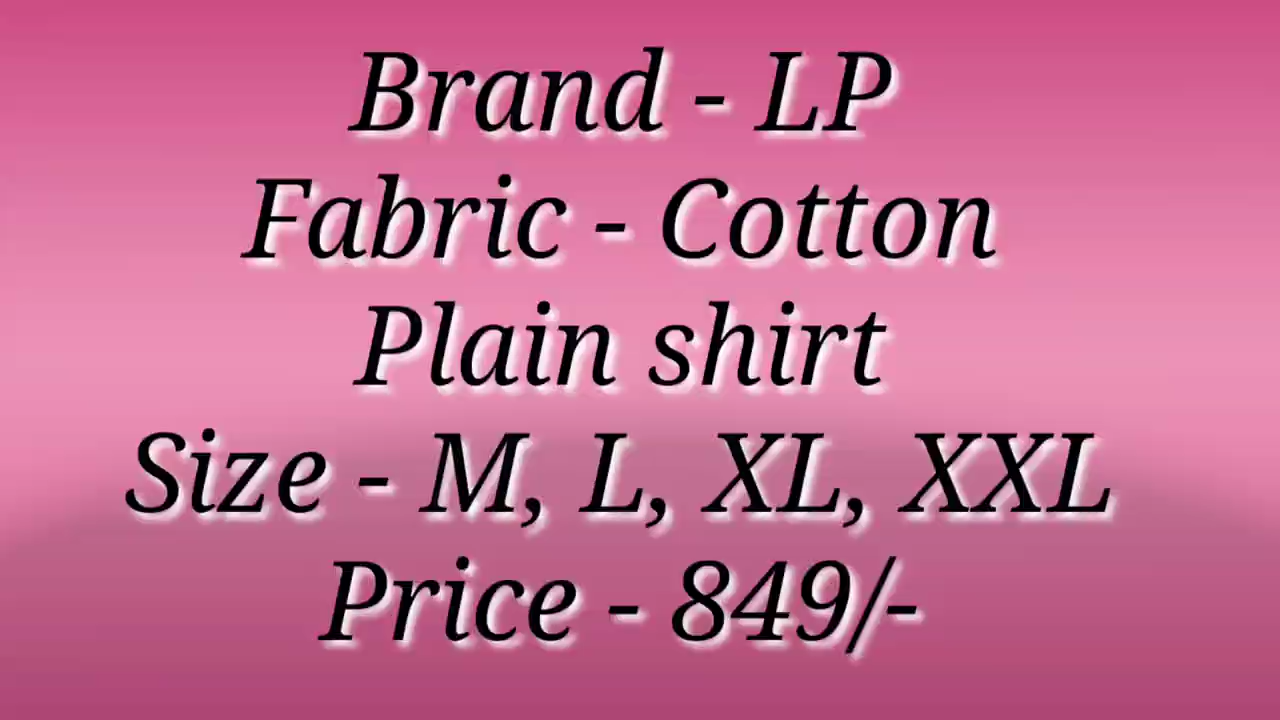 Brand - LP
Fabric - Cotton
Plain shirt
Size - M, L, XL, XXL
Price - 849/-